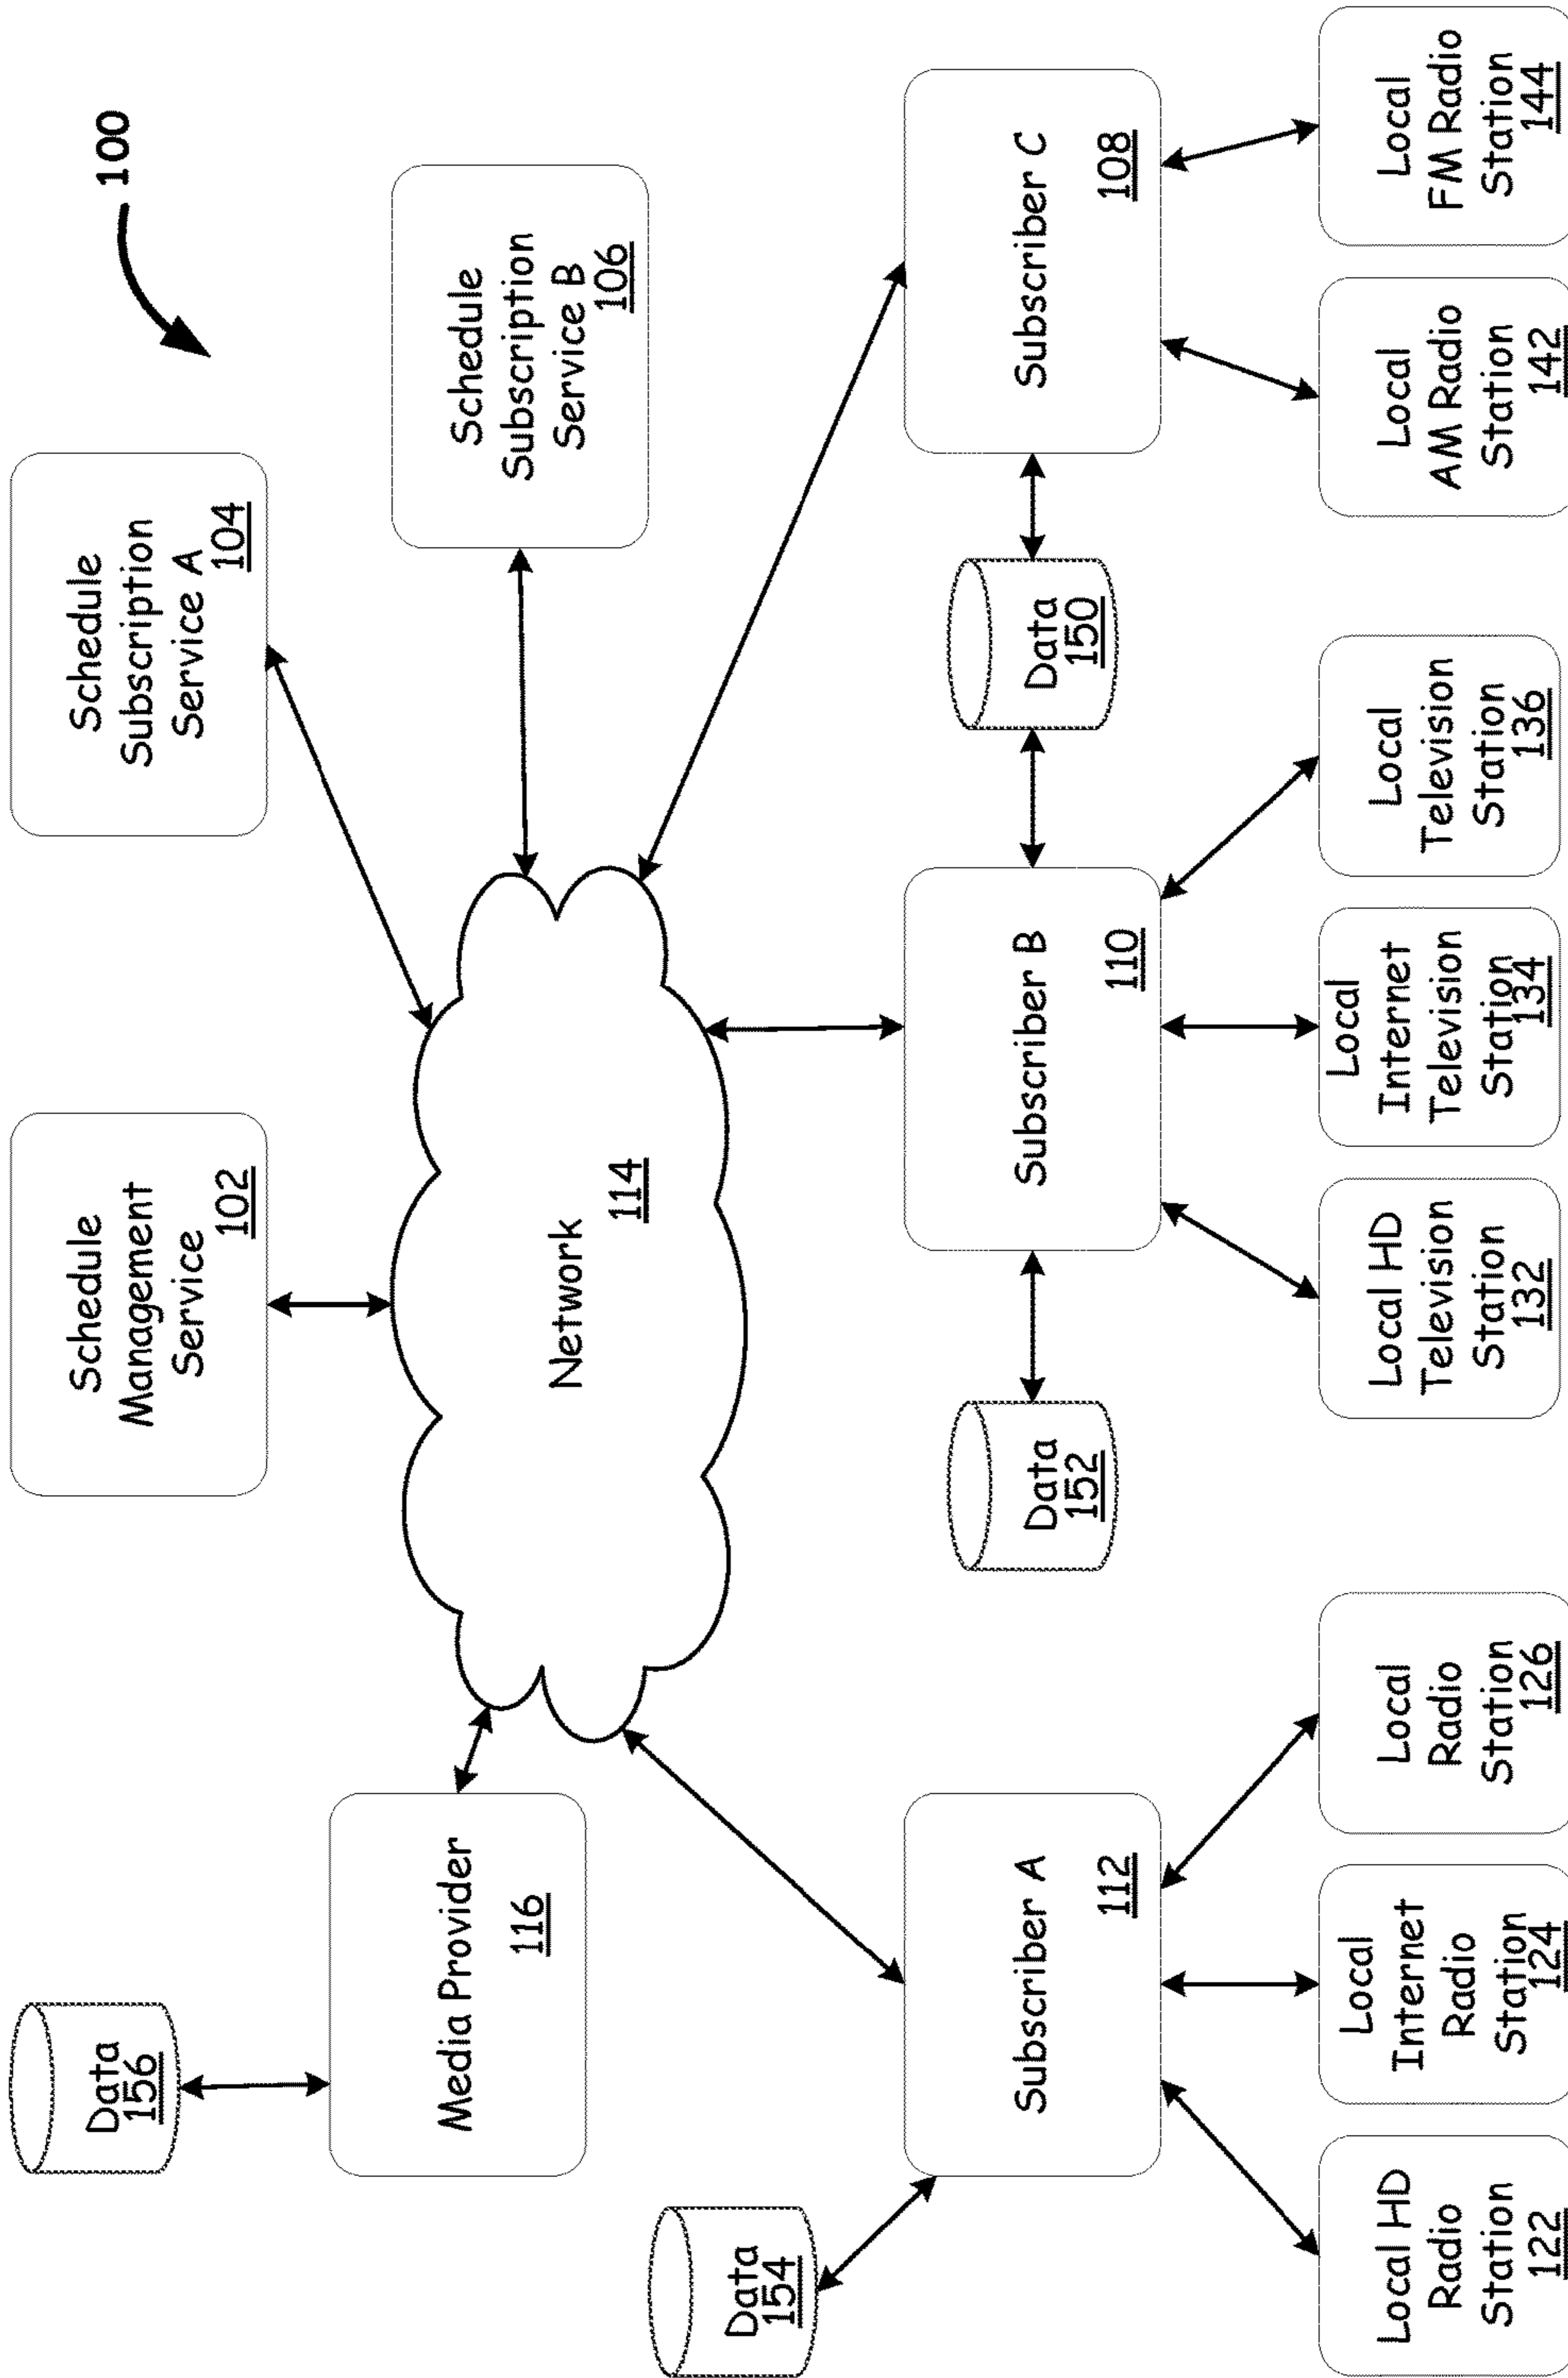 100
Schedule
Management
Service
102
Schedule
Subscription
Service A
104
Data
156
Media Provider
116
Schedule
Subscription
Service B
106
Network
114
Data
154
Subscriber A
112
Data
152
Subscriber B
110
Data
150
Subscriber C
108
Local HD
Radio
Station
122
Local
Internet
Radio
Station
124
Local
Radio
Station
126
Local HD
Television
Station
132
Local
Internet
Television
Station
134
Local
Television
Station
136
Local
AM Radio
Station
142
Local
FM Radio
Station
144